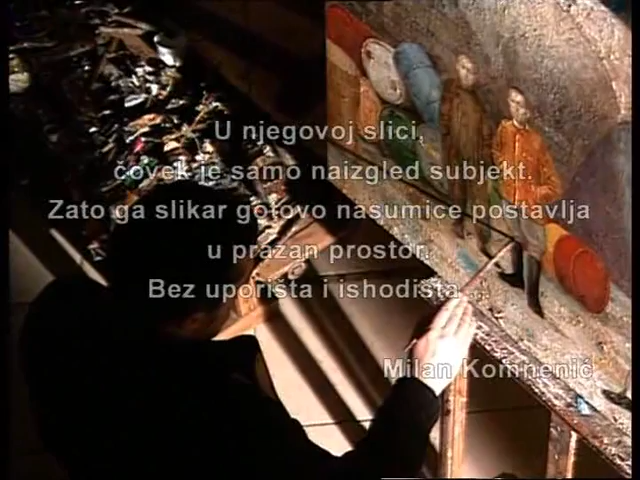 U njegovoj slici,
čovek je samo naizgled subjekt.
Zato ga slikar gotovo nasumice postavlja
u prazan prostor.
Bez uporišta i ishodišta.
Milan Komnenić